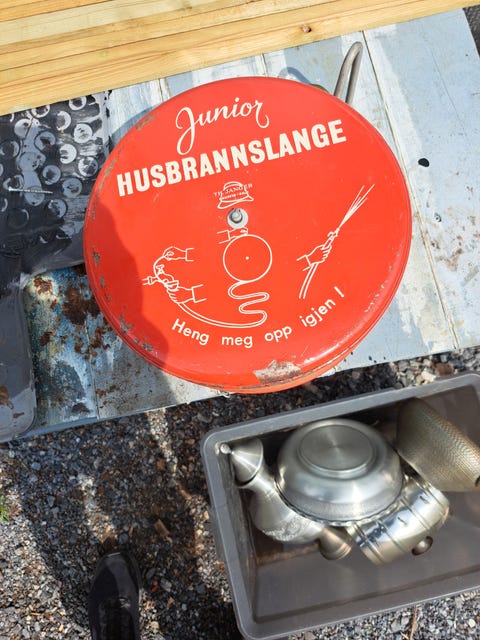 Junior
HUSBRANNSLANGE
Heng meg opp igjen !